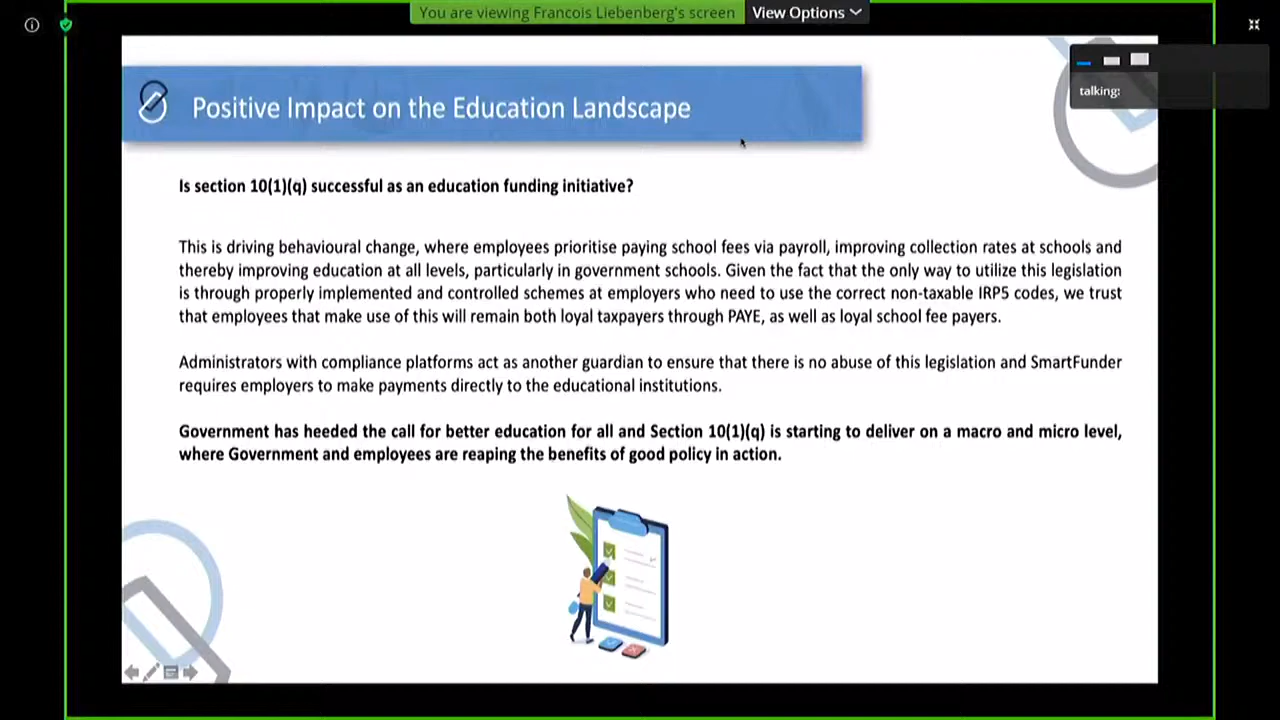 You are viewing Francois Liebenberg's screen
View Options
talking:
Positive Impact on the Education Landscape
Is section 10(1)(q) successful as an education funding initiative?
This is driving behavioural change, where employees prioritise paying school fees via payroll, improving collection rates at schools and
thereby improving education at all levels, particularly in government schools. Given the fact that the only way to utilize this legislation
is through properly implemented and controlled schemes at employers who need to use the correct non-taxable IRP5 codes, we trust
that employees that make use of this will remain both loyal taxpayers through PAYE, as well as loyal school fee payers.
Administrators with compliance platforms act as another guardian to ensure that there is no abuse of this legislation and SmartFunder
requires employers to make payments directly to the educational institutions.
Government has heeded the call for better education for all and Section 10(1)(q) is starting to deliver on a macro and micro level,
where Government and employees are reaping the benefits of good policy in action.